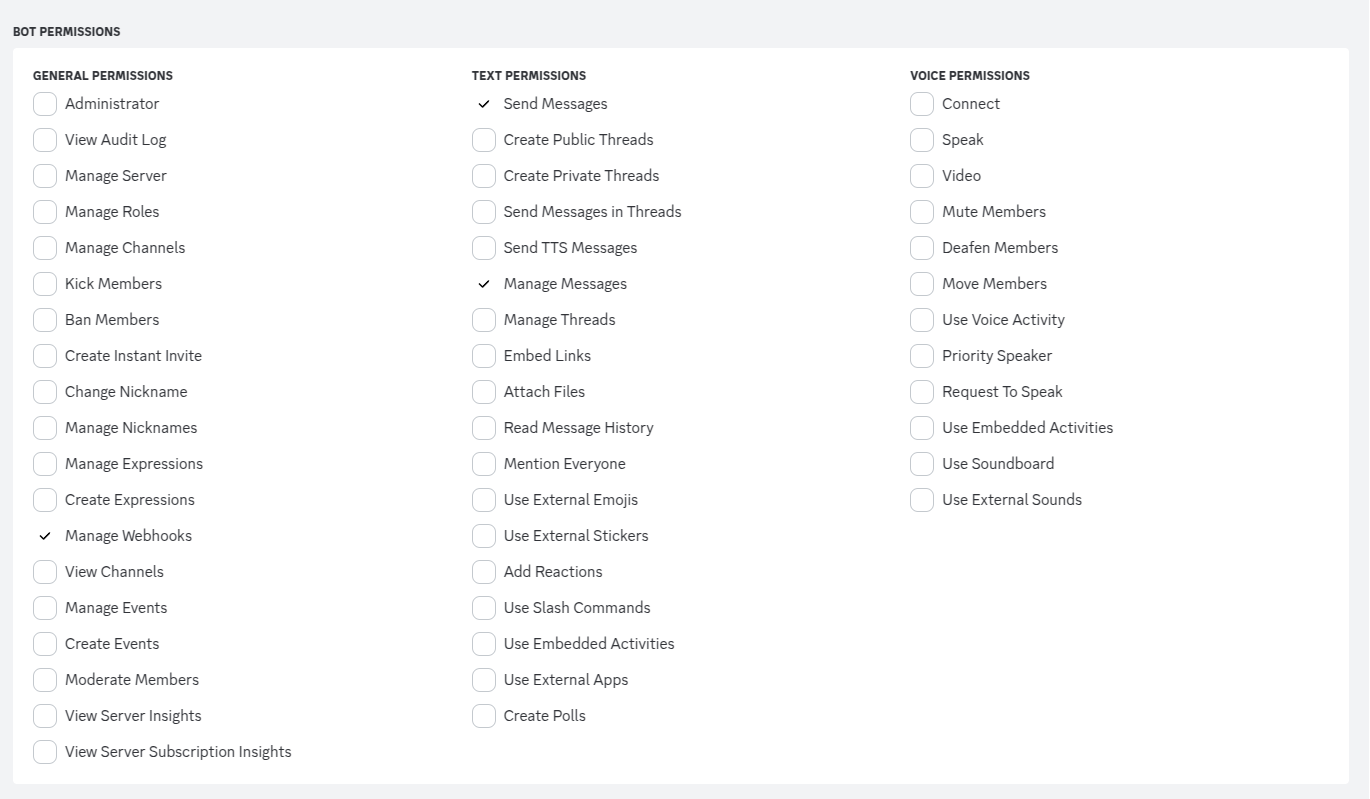 BOT PERMISSIONS
GENERAL PERMISSIONS
Administrator
View Audit Log
Manage Server
Manage Roles
Manage Channels
Kick Members
Ban Members
Create Instant Invite
Change Nickname
Manage Nicknames
Manage Expressions
Create Expressions
Manage Webhooks
View Channels
Manage Events
Create Events
Moderate Members
View Server Insights
View Server Subscription Insights
TEXT PERMISSIONS
Send Messages
Create Public Threads
Create Private Threads
Send Messages in Threads
Send TTS Messages
Manage Messages
Manage Threads
Embed Links
Attach Files
Read Message History
Mention Everyone
Use External Emojis
Use External Stickers
Add Reactions
Use Slash Commands
Use Embedded Activities
Use External Apps
Create Polls
VOICE PERMISSIONS
Connect
Speak
Video
Mute Members
Deafen Members
Move Members
Use Voice Activity
Priority Speaker
Request To Speak
Use Embedded Activities
Use Soundboard
Use External Sounds